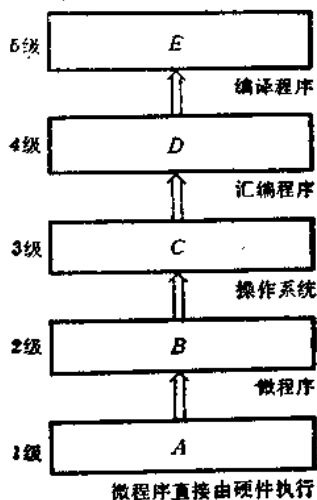 5级 E
编译程序
4级 D
汇编程序
3级 C
操作系统
2级 B
微程序
1级 A
微程序直接由硬件执行